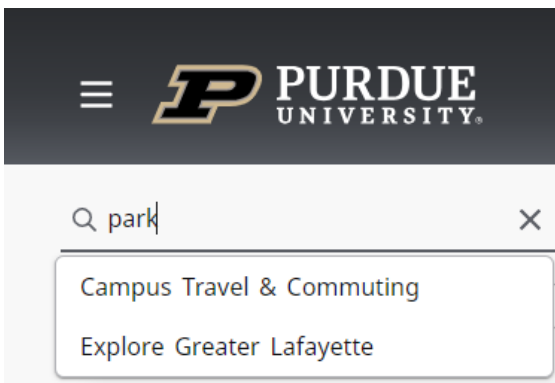 PURDUE
UNIVERSITY®
park
Campus Travel & Commuting
Explore Greater Lafayette